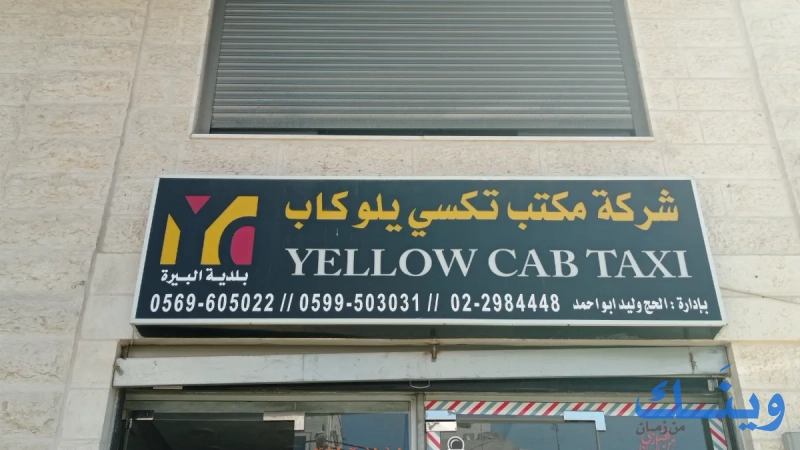 شركة مكتب تكسي يلو كاب
YELLOW CAB TAXI
بلدية البيرة
بإدارة : الحج وليد ابو احمد 02-2984448 // 0599-503031 // 0569-605022
وينك
من زمان